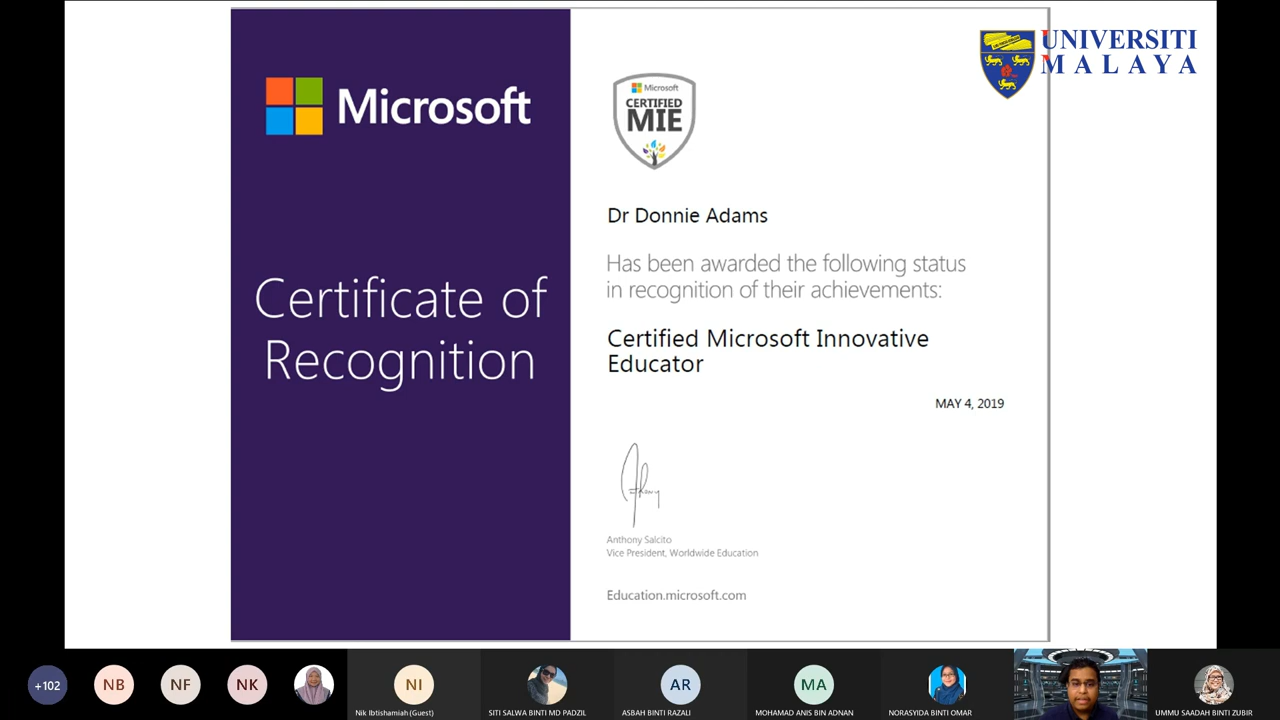 UNIVERSITI
MALAYA
Microsoft
Microsoft
CERTIFIED
MIE
Certificate of
Recognition
Dr Donnie Adams
Has been awarded the following status
in recognition of their achievements:
Certified Microsoft Innovative
Educator
MAY 4, 2019
Anthony
Anthony Salcito
Vice President, Worldwide Education
Education.microsoft.com
+102
NB
NF
NK
NI
AR
MA
Nik Ibtishamiah (Guest)
SITI SALWA BINTI MD PADZIL
ASBAH BINTI RAZALI
MOHAMAD ANIS BIN ADNAN
NORASYIDA BINTI OMAR
UMMU SAADAH BINTI ZUBIR